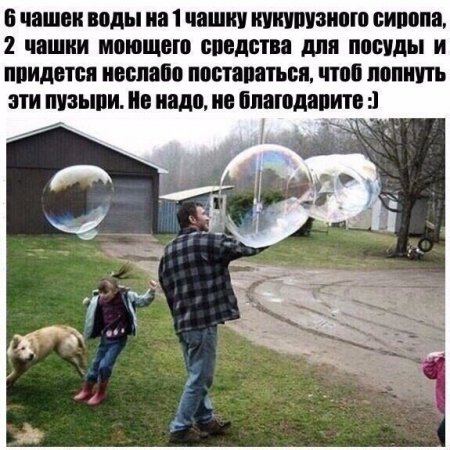 6 чашек воды на 1 чашку кукурузного сиропа,
2 чашки моющего средства для посуды и
придется неслабо постараться, чтоб лопнуть
эти пузыри. Не надо, не благодарите :)